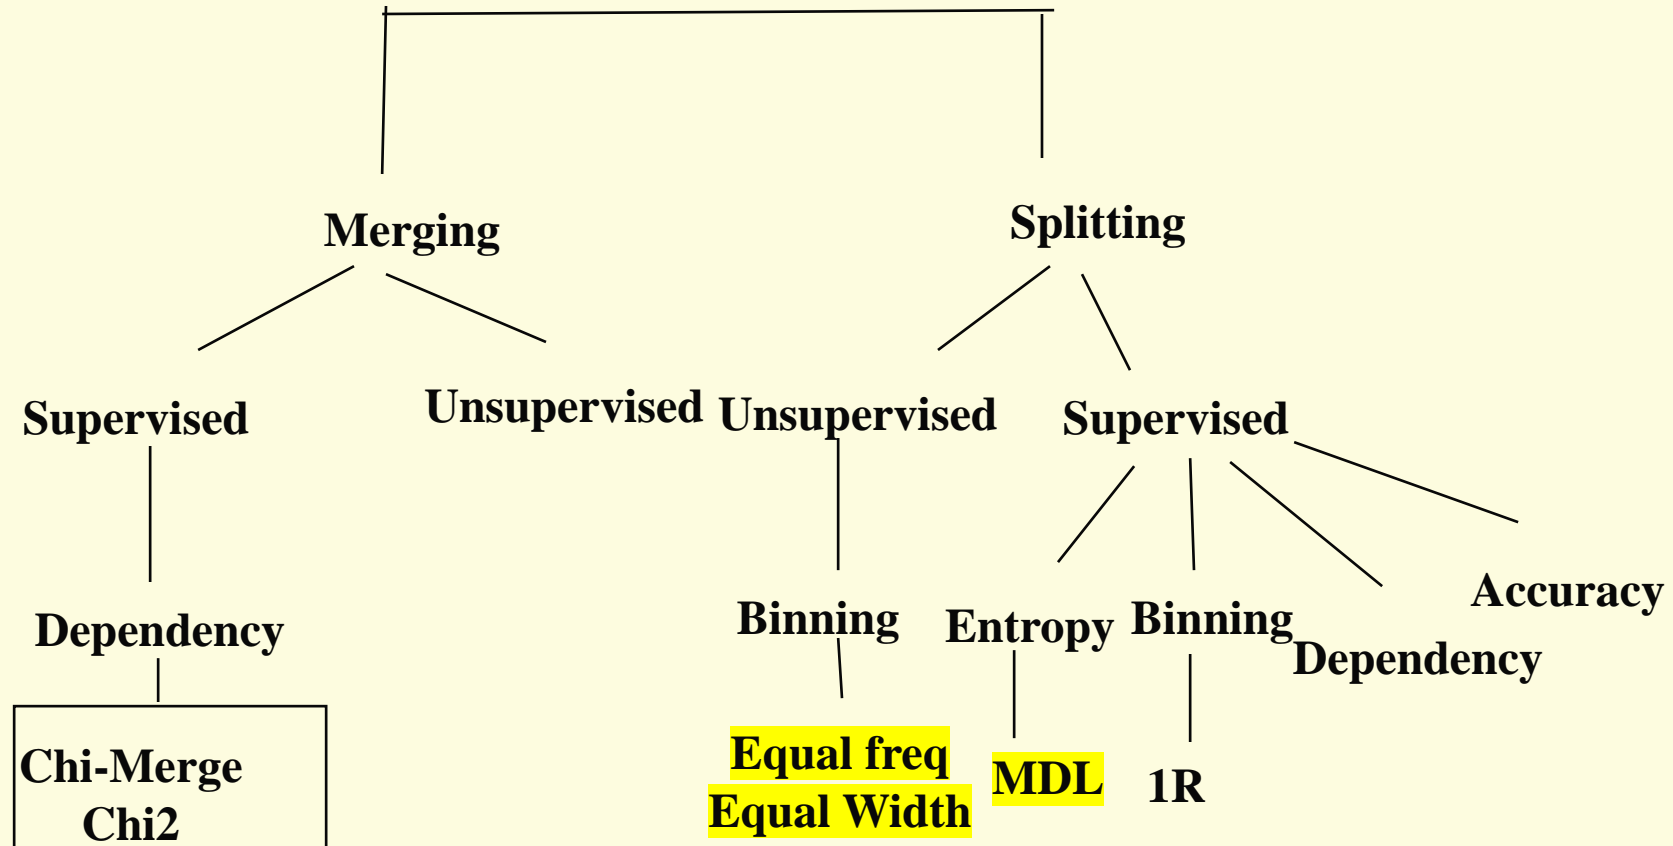 Merging
Splitting
Supervised
Unsupervised
Unsupervised
Supervised
Dependency
Binning
Entropy
Binning
Dependency
Accuracy
Chi-Merge
Chi2
Equal freq
Equal Width
MDL
1R